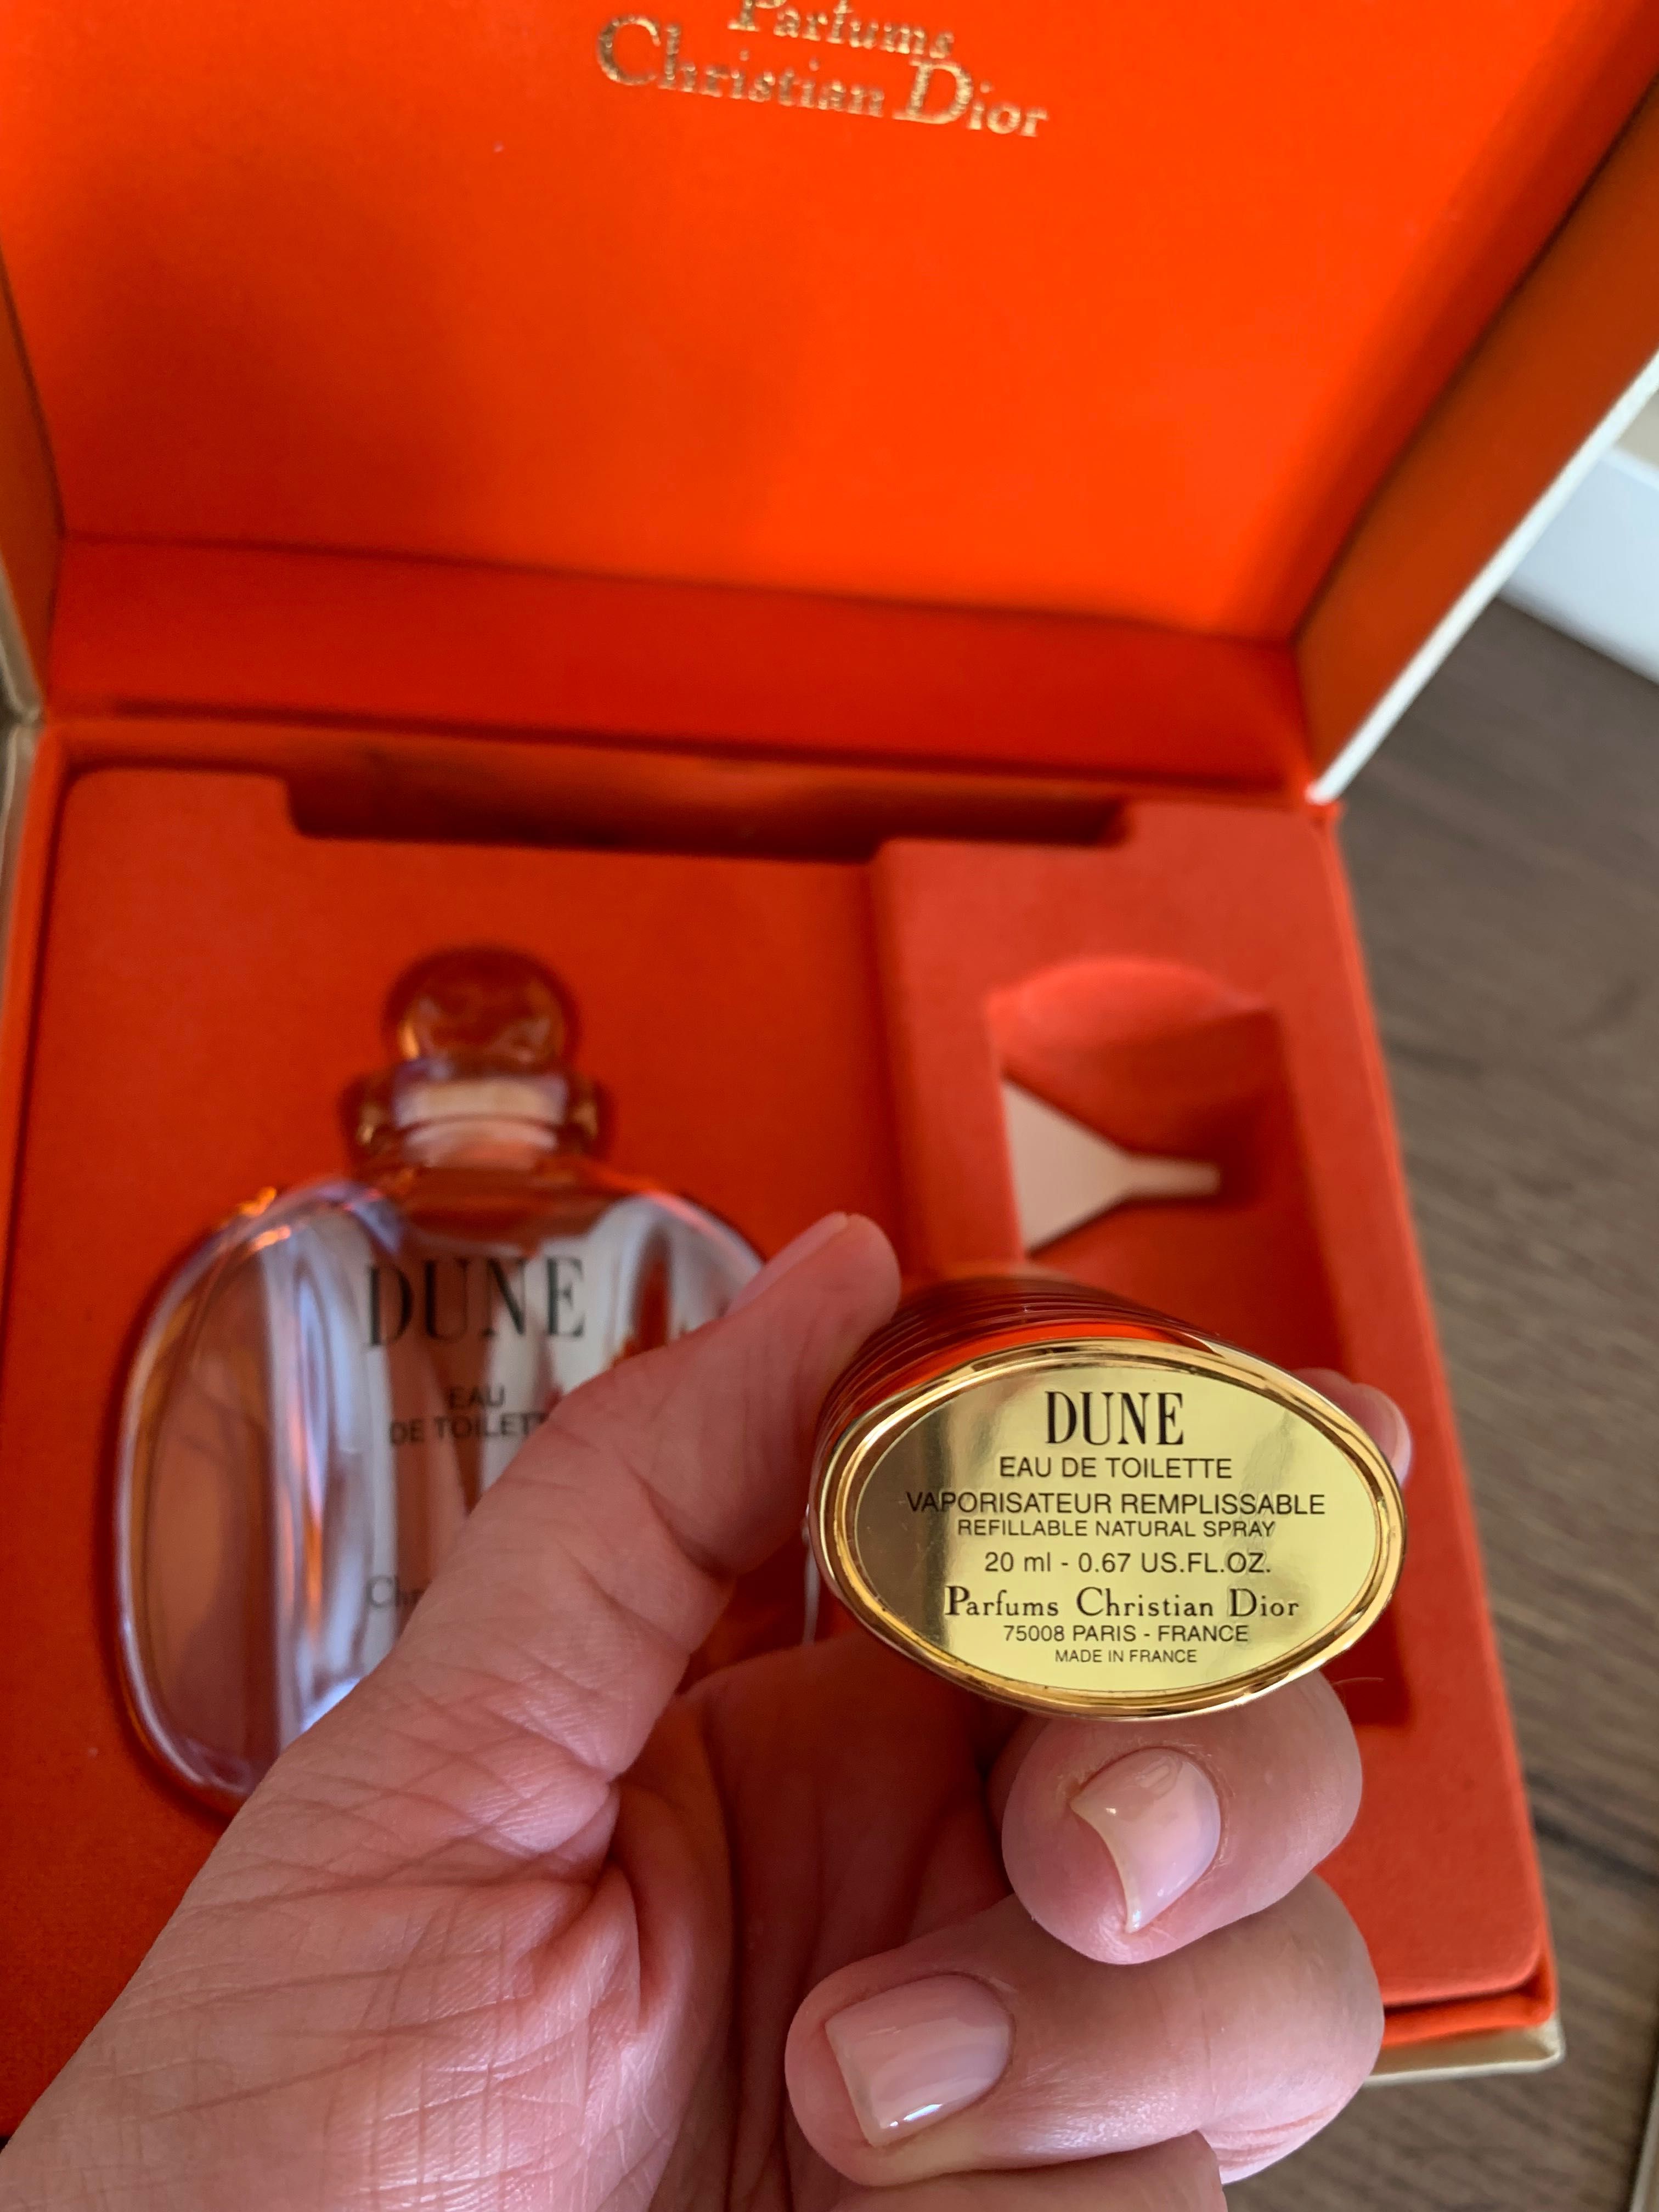 Parfums
Christian Dior
DUNE
EAU
DE TOILET
DUNE
EAU DE TOILETTE
VAPORISATEUR REMPLISSABLE
REFILLABLE NATURAL SPRAY
20 ml - 0.67 US.FL.OZ.
Parfums Christian Dior
75008 PARIS - FRANCE
MADE IN FRANCE